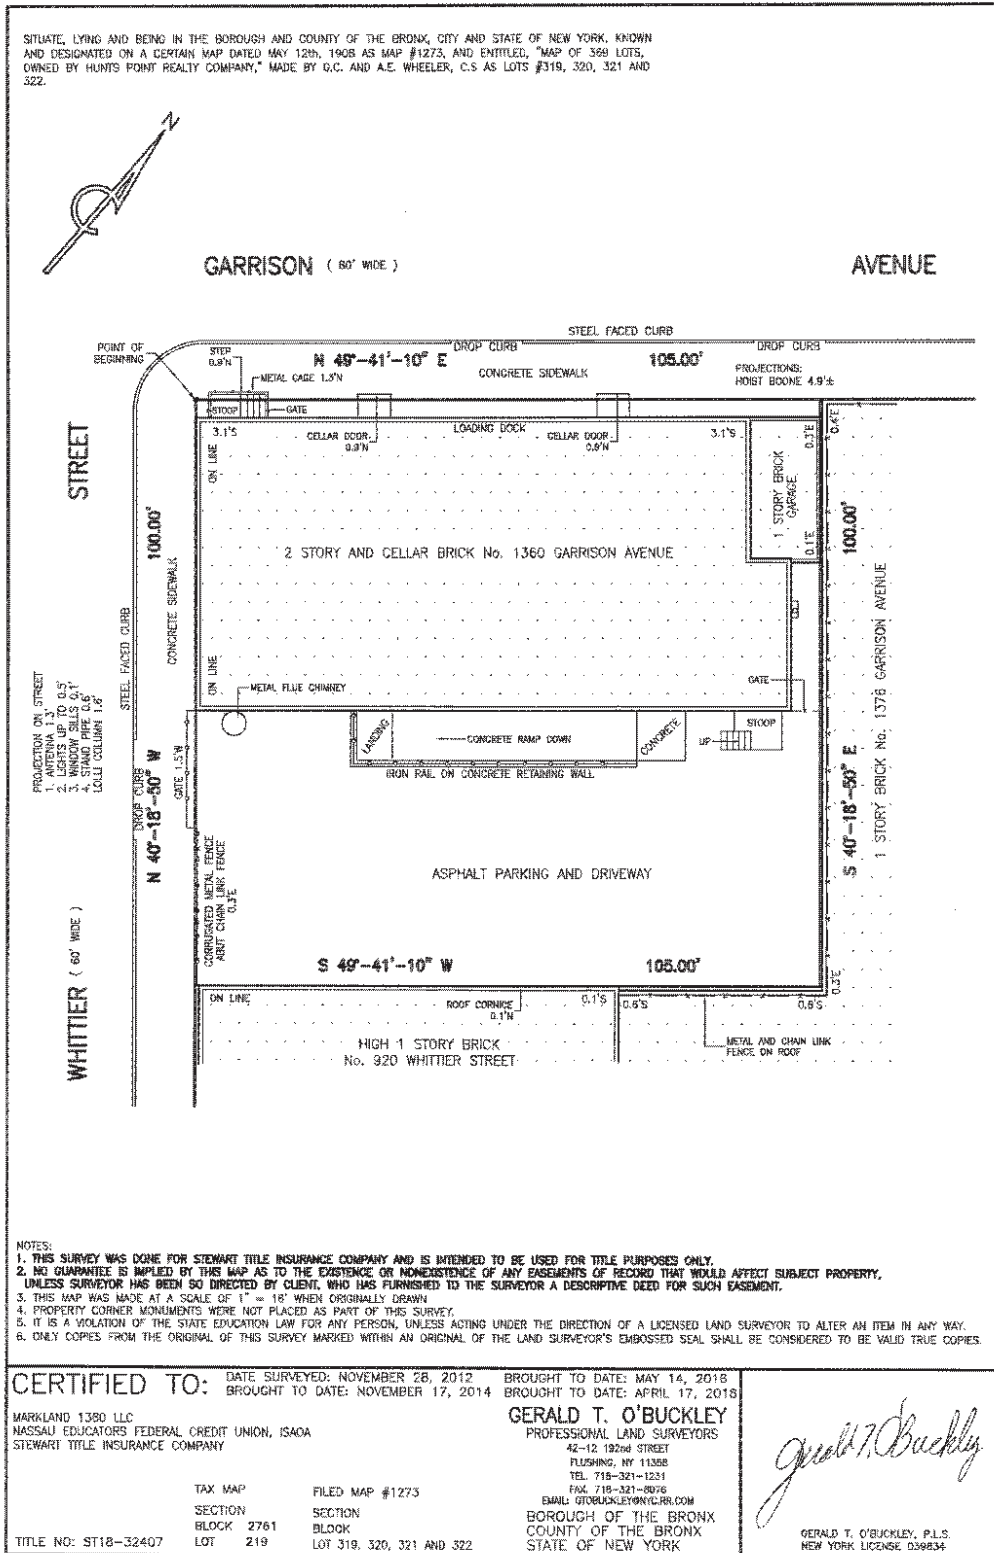 SITUATE, LYING AND BEING IN THE BOROUGH AND COUNTY OF THE BRONX, CITY AND STATE OF NEW YORK, KNOWN
AND DESIGNATED ON A CERTAIN MAP DATED MAY 12th, 1908 AS MAP #1273, AND ENTITLED, "MAP OF 369 LOTS,
OWNED BY HUNTS POINT REALTY COMPANY," MADE BY G.C. AND A.E. WHEELER, C.S AS LOTS #319, 320, 321 AND
322.
N
GARRISON ( 60' WIDE )
AVENUE
STEEL FACED CURB
POINT OF
BEGINNING
STEP
0.9'N
N 49°-41'-10" E
DROP CURB
105.00'
DROP CURB
METAL CAGE 1.3'N
CONCRETE SIDEWALK
PROJECTIONS:
HOIST BOONE 4.9'±
STOOP
GATE
3.1'S
CELLAR DOOR
0.9'N
LOADING DOCK
CELLAR DOOR
0.9'N
3.1'S
0.3'E
0.4'E
ON LINE
STREET
1 STORY BRICK
GARAGE
100.00'
100.00'
0.1'E
2 STORY AND CELLAR BRICK No. 1360 GARRISON AVENUE
CONCRETE SIDEWALK
STEEL FACED CURB
ON LINE
METAL FLUE CHIMNEY
GATE
PROJECTION ON STREET
1. ANTENNA 1.3'
2. LIGHTS UP TO 0.5'
3. WINDOW SILLS 0.1'
4. STAND PIPE 0.6'
LOLLI COLUMN 1.6'
LANDING
CONCRETE RAMP DOWN
CONCRETE
STOOP
UP
IRON RAIL ON CONCRETE RETAINING WALL
GATE 1.5'W
DROP CURB
N 40°-18'-50" W
S 40°-18'-50" E
1 STORY BRICK No. 1376 GARRISON AVENUE
ASPHALT PARKING AND DRIVEWAY
CORRUGATED METAL FENCE
ABUT CHAIN LINK FENCE
0.3'E
WHITTIER ( 60' WIDE )
S 49°-41'-10" W
105.00'
0.3'E
ON LINE
ROOF CORNICE
0.1'N
0.1'S
0.6'S
0.6'S
HIGH 1 STORY BRICK
No. 920 WHITTIER STREET
METAL AND CHAIN LINK
FENCE ON ROOF
NOTES:
1. THIS SURVEY WAS DONE FOR STEWART TITLE INSURANCE COMPANY AND IS INTENDED TO BE USED FOR TITLE PURPOSES ONLY.
2. NO GUARANTEE IS IMPLIED BY THIS MAP AS TO THE EXISTENCE OR NONEXISTENCE OF ANY EASEMENTS OF RECORD THAT WOULD AFFECT SUBJECT PROPERTY,
UNLESS SURVEYOR HAS BEEN SO DIRECTED BY CLIENT, WHO HAS FURNISHED TO THE SURVEYOR A DESCRIPTIVE DEED FOR SUCH EASEMENT.
3. THIS MAP WAS MADE AT A SCALE OF 1" = 16' WHEN ORIGINALLY DRAWN
4. PROPERTY CORNER MONUMENTS WERE NOT PLACED AS PART OF THIS SURVEY.
5. IT IS A VIOLATION OF THE STATE EDUCATION LAW FOR ANY PERSON, UNLESS ACTING UNDER THE DIRECTION OF A LICENSED LAND SURVEYOR TO ALTER AN ITEM IN ANY WAY.
6. ONLY COPIES FROM THE ORIGINAL OF THIS SURVEY MARKED WITHIN AN ORIGINAL OF THE LAND SURVEYOR'S EMBOSSED SEAL SHALL BE CONSIDERED TO BE VALID TRUE COPIES.
CERTIFIED TO:
DATE SURVEYED: NOVEMBER 28, 2012
BROUGHT TO DATE: NOVEMBER 17, 2014
BROUGHT TO DATE: MAY 14, 2016
BROUGHT TO DATE: APRIL 17, 2018
MARKLAND 1360 LLC
NASSAU EDUCATORS FEDERAL CREDIT UNION, ISAOA
STEWART TITLE INSURANCE COMPANY
GERALD T. O'BUCKLEY
PROFESSIONAL LAND SURVEYORS
42-12 192nd STREET
FLUSHING, NY 11358
TEL. 718-321-1231
FAX. 718-321-8076
EMAIL: GTOBUCKLEY@NYC.RR.COM
BOROUGH OF THE BRONX
COUNTY OF THE BRONX
STATE OF NEW YORK
TAX MAP
SECTION
BLOCK 2761
LOT 219
FILED MAP #1273
SECTION
BLOCK
LOT 319, 320, 321 AND 322
TITLE NO: ST18-32407
Gerald T. O'Buckley
GERALD T. O'BUCKLEY, P.L.S.
NEW YORK LICENSE 039834